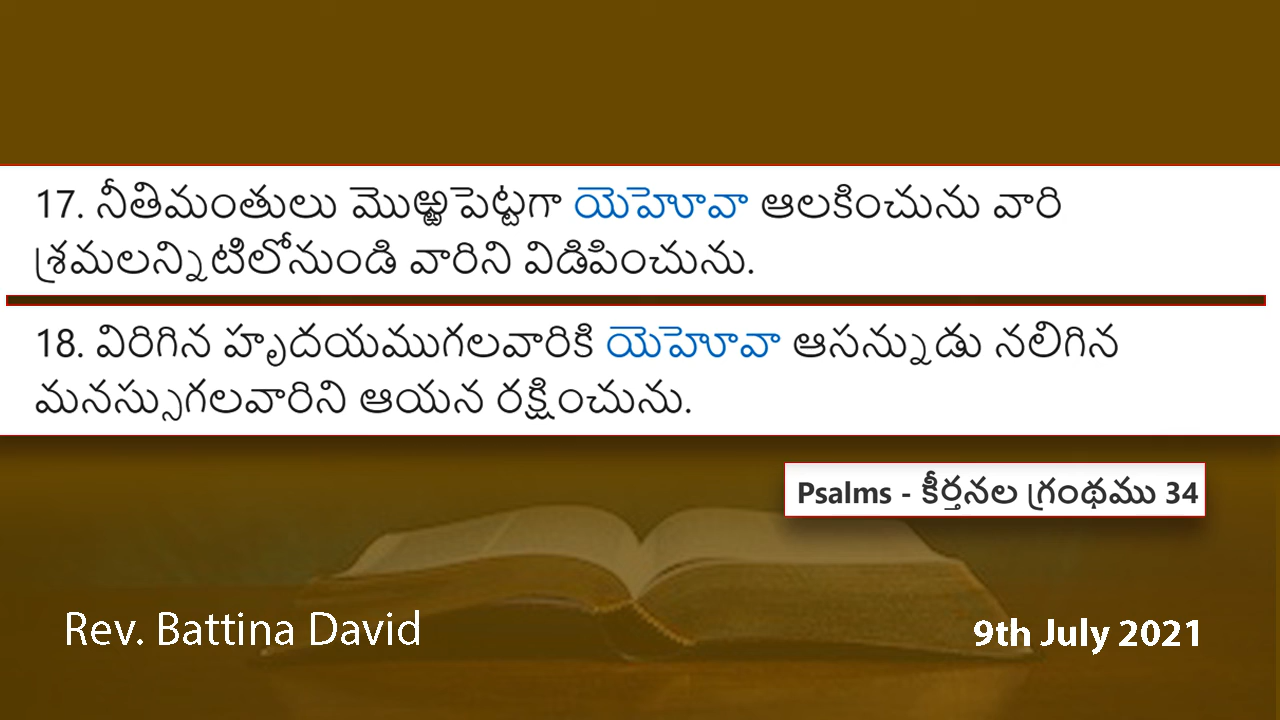 17. నీతిమంతులు మొఱ్ఱపెట్టగా యెహోవా ఆలకించును వారి
శ్రమలన్నిటిలోనుండి వారిని విడిపించును.
18. విరిగిన హృదయముగలవారికి యెహోవా ఆసన్నుడు నలిగిన
మనస్సుగలవారిని ఆయన రక్షించును.
Psalms - కీర్తనల గ్రంథము 34
Rev. Battina David
9th July 2021